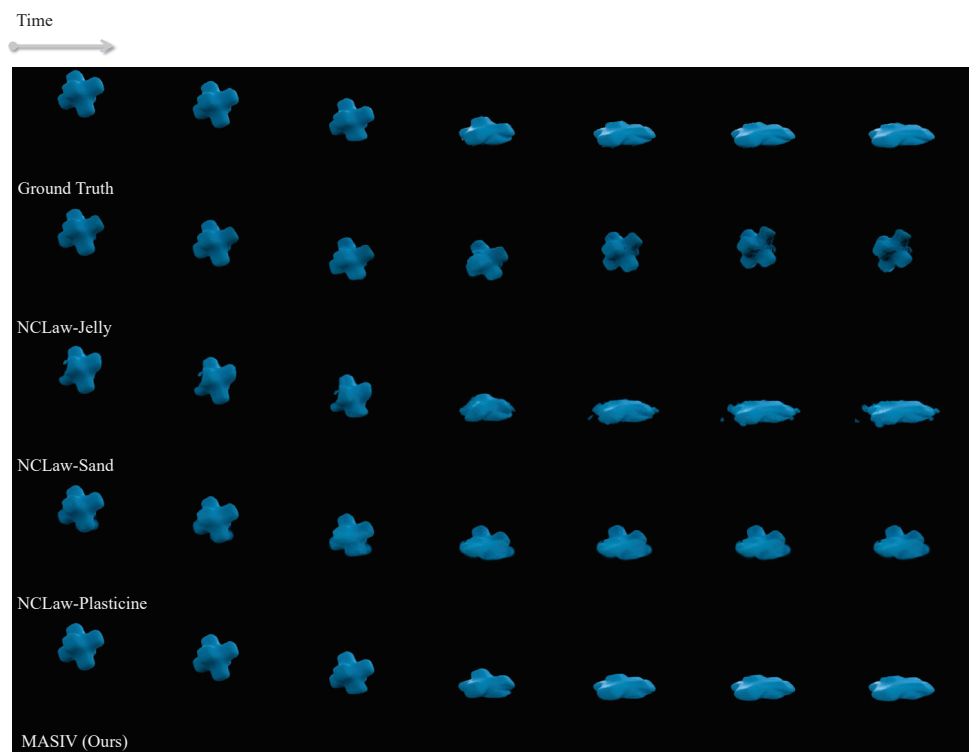 Time
Ground Truth
NCLaw-Jelly
NCLaw-Sand
NCLaw-Plasticine
MASIV (Ours)